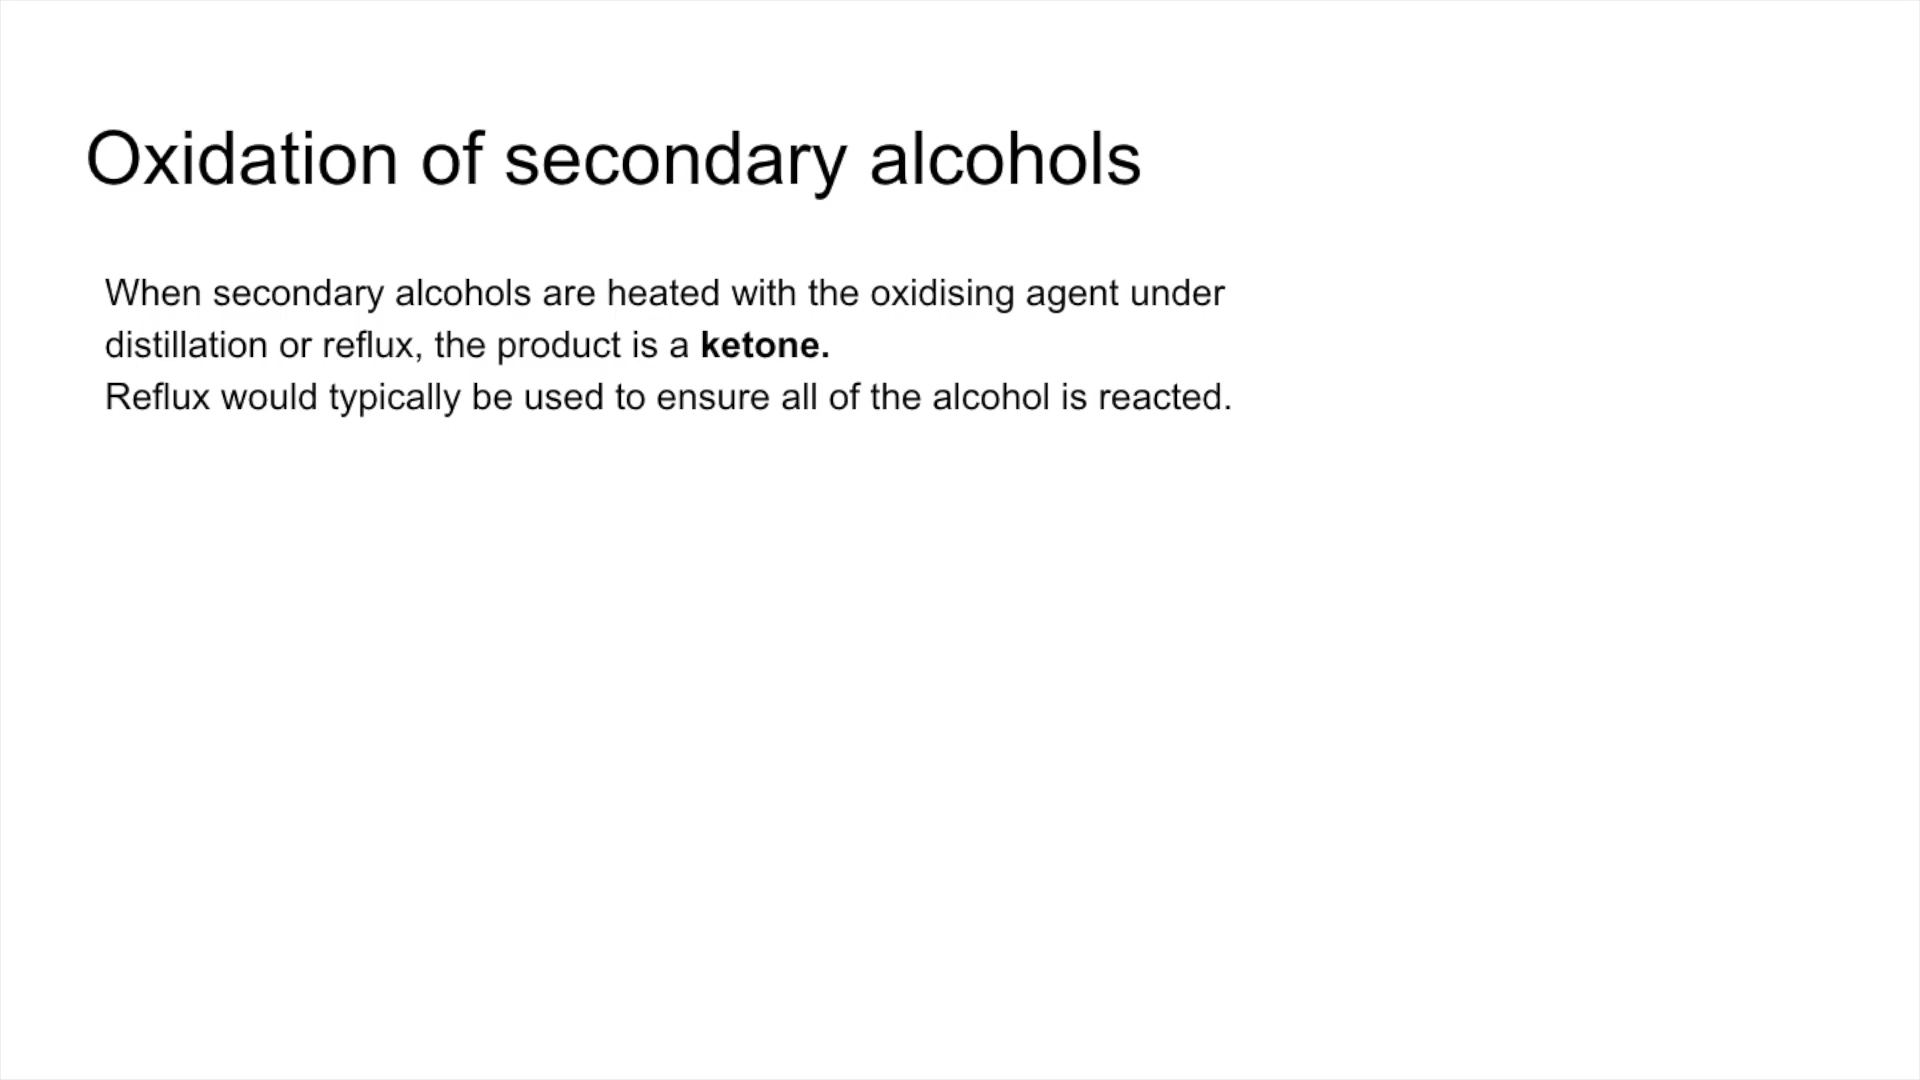 Oxidation of secondary alcohols
When secondary alcohols are heated with the oxidising agent under
distillation or reflux, the product is a ketone.
Reflux would typically be used to ensure all of the alcohol is reacted.